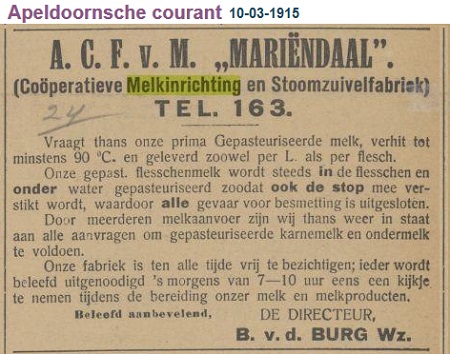 Apeldoornsche courant 10-03-1915
A. C. F. v. M. „MARIËNDAAL”.
(Coöperatieve Melkinrichting en Stoomzuivelfabriek)
TEL. 163.
24
Vraagt thans onze prima Gepasteuriseerde melk, verhit tot
minstens 90 °C. en geleverd zoowel per L. als per flesch.
Onze gepast. flesschenmelk wordt steeds in de flesschen en
onder water gepasteuriseerd zoodat ook de stop mee ver-
stikt wordt, waardoor alle gevaar voor besmetting is uitgesloten.
Door meerderen melkaanvoer zijn wij thans weer in staat
aan alle aanvragen om gepasteuriseerde karnemelk en ondermelk
te voldoen.
Onze fabriek is ten alle tijde vrij te bezichtigen; ieder wordt
beleefd uitgenoodigd 's morgens van 7—10 uur eens een kijkje
te nemen tijdens de bereiding onzer melk en melkproducten.
Beleefd aanbevelend, DE DIRECTEUR,
B. v. d. BURG Wz.